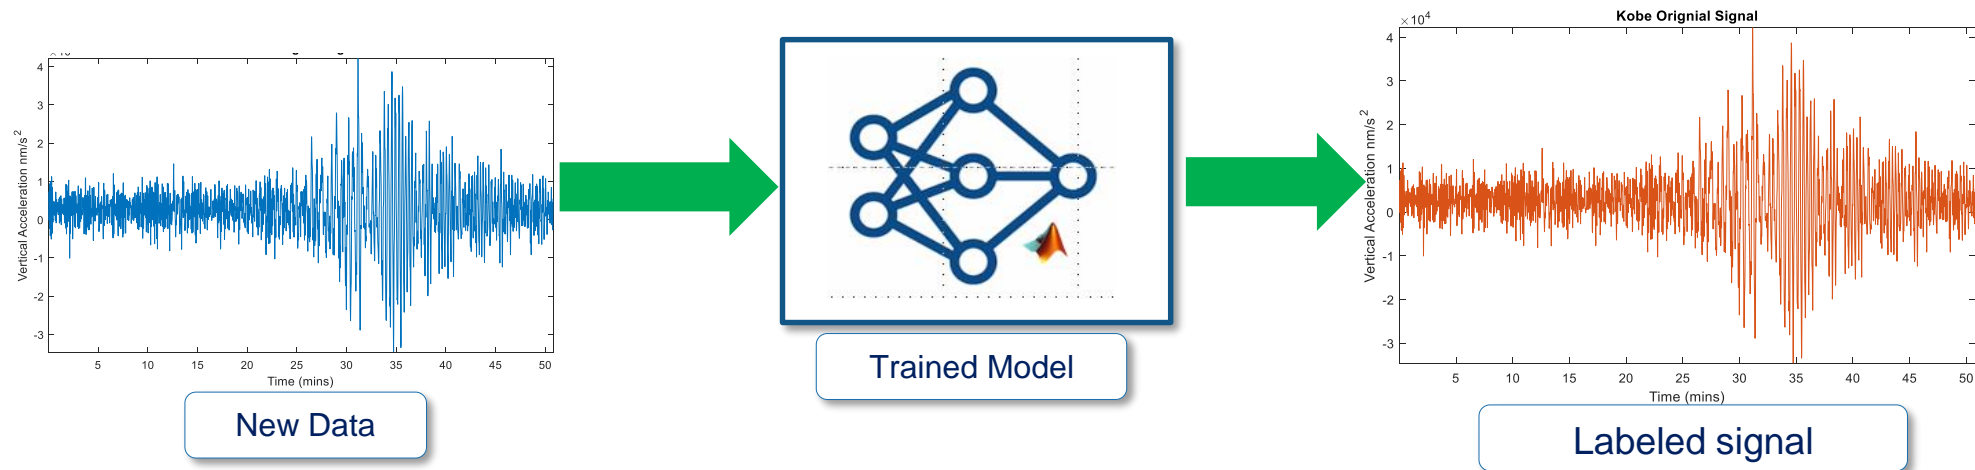 4
3
2
1
0
-1
-2
-3
Vertical Acceleration nm/s²
5 10 15 20 25 30 35 40 45 50
Time (mins)
New Data
Trained Model
Kobe Orignial Signal
×10⁴
4
3
2
1
0
-1
-2
-3
Vertical Acceleration nm/s²
5 10 15 20 25 30 35 40 45 50
Time (mins)
Labeled signal